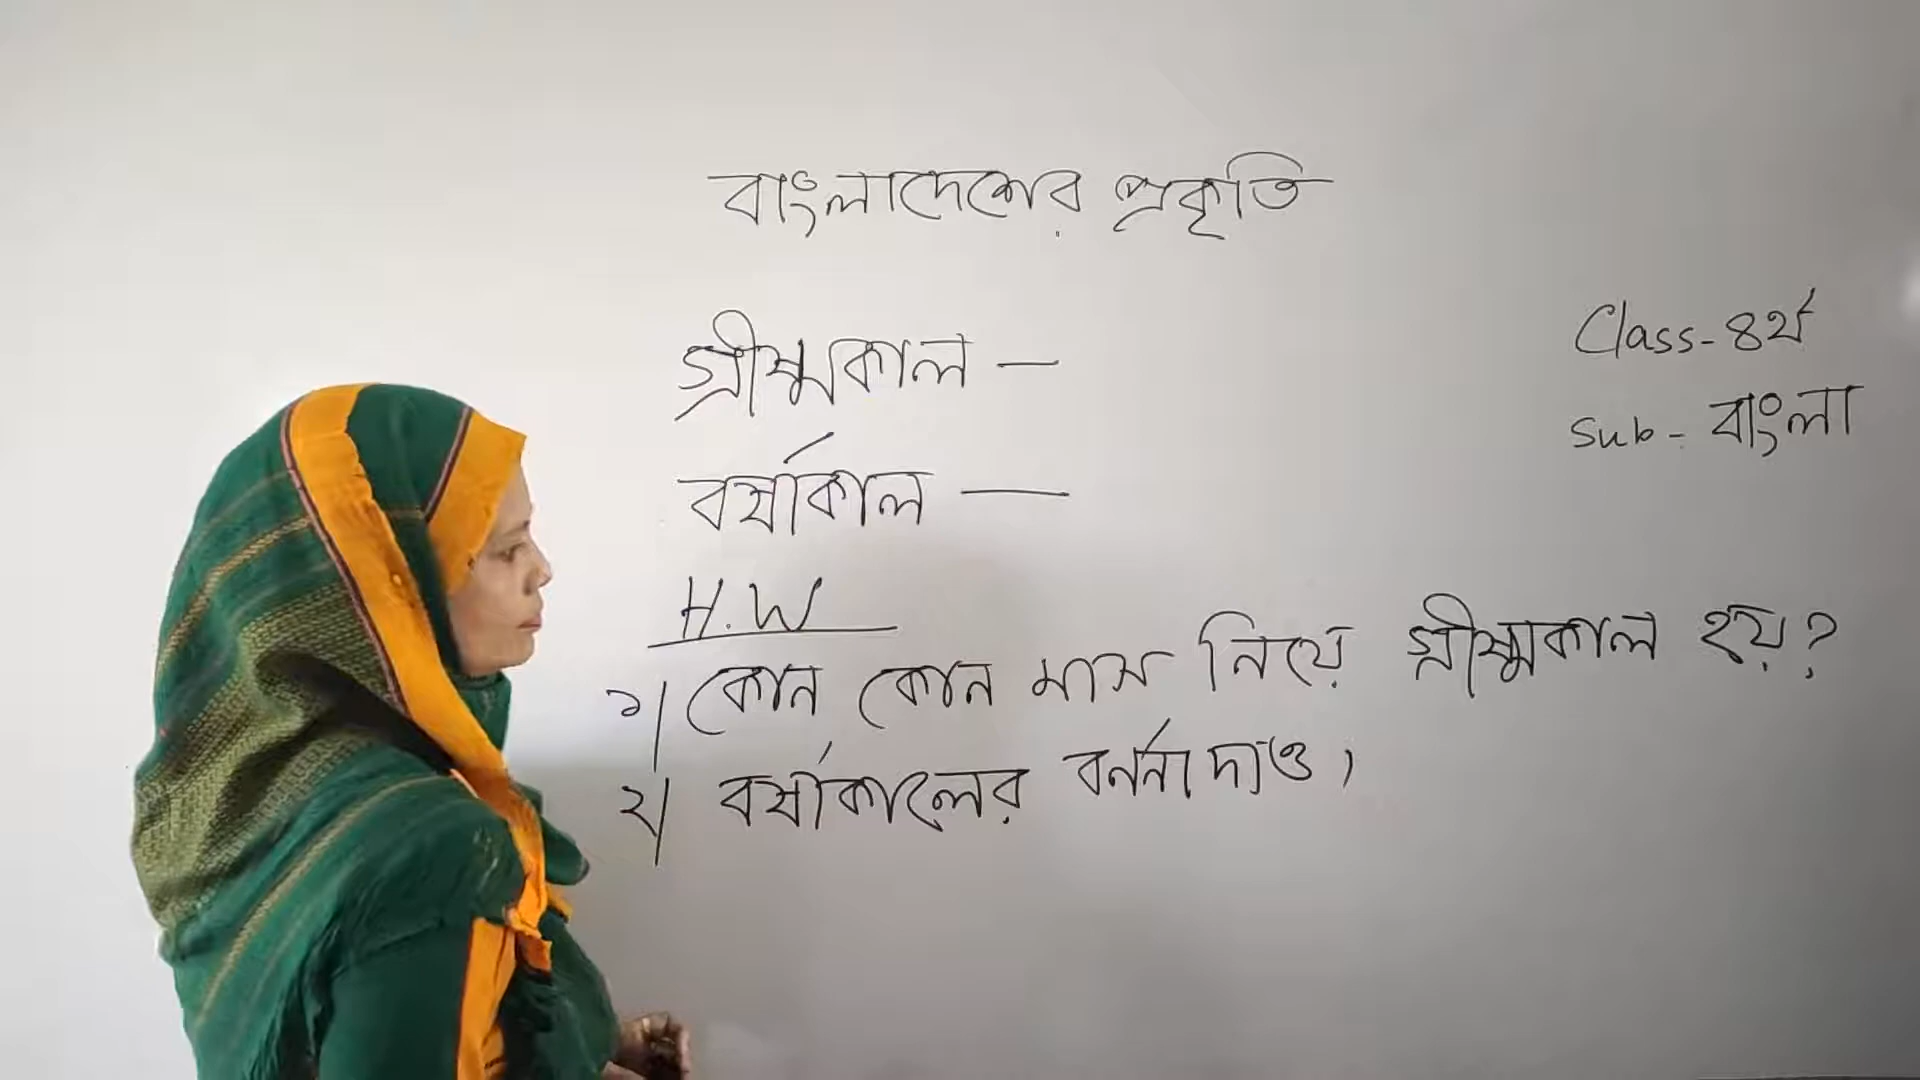 বাংলাদেশের প্রকৃতি
গ্রীষ্মকাল —
বর্ষাকাল —
Class-৪র্থ
Sub- বাংলা
H.W
১| কোন কোন মাস নিয়ে গ্রীষ্মকাল হয়?
২| বর্ষাকালের বর্ননা দাও।